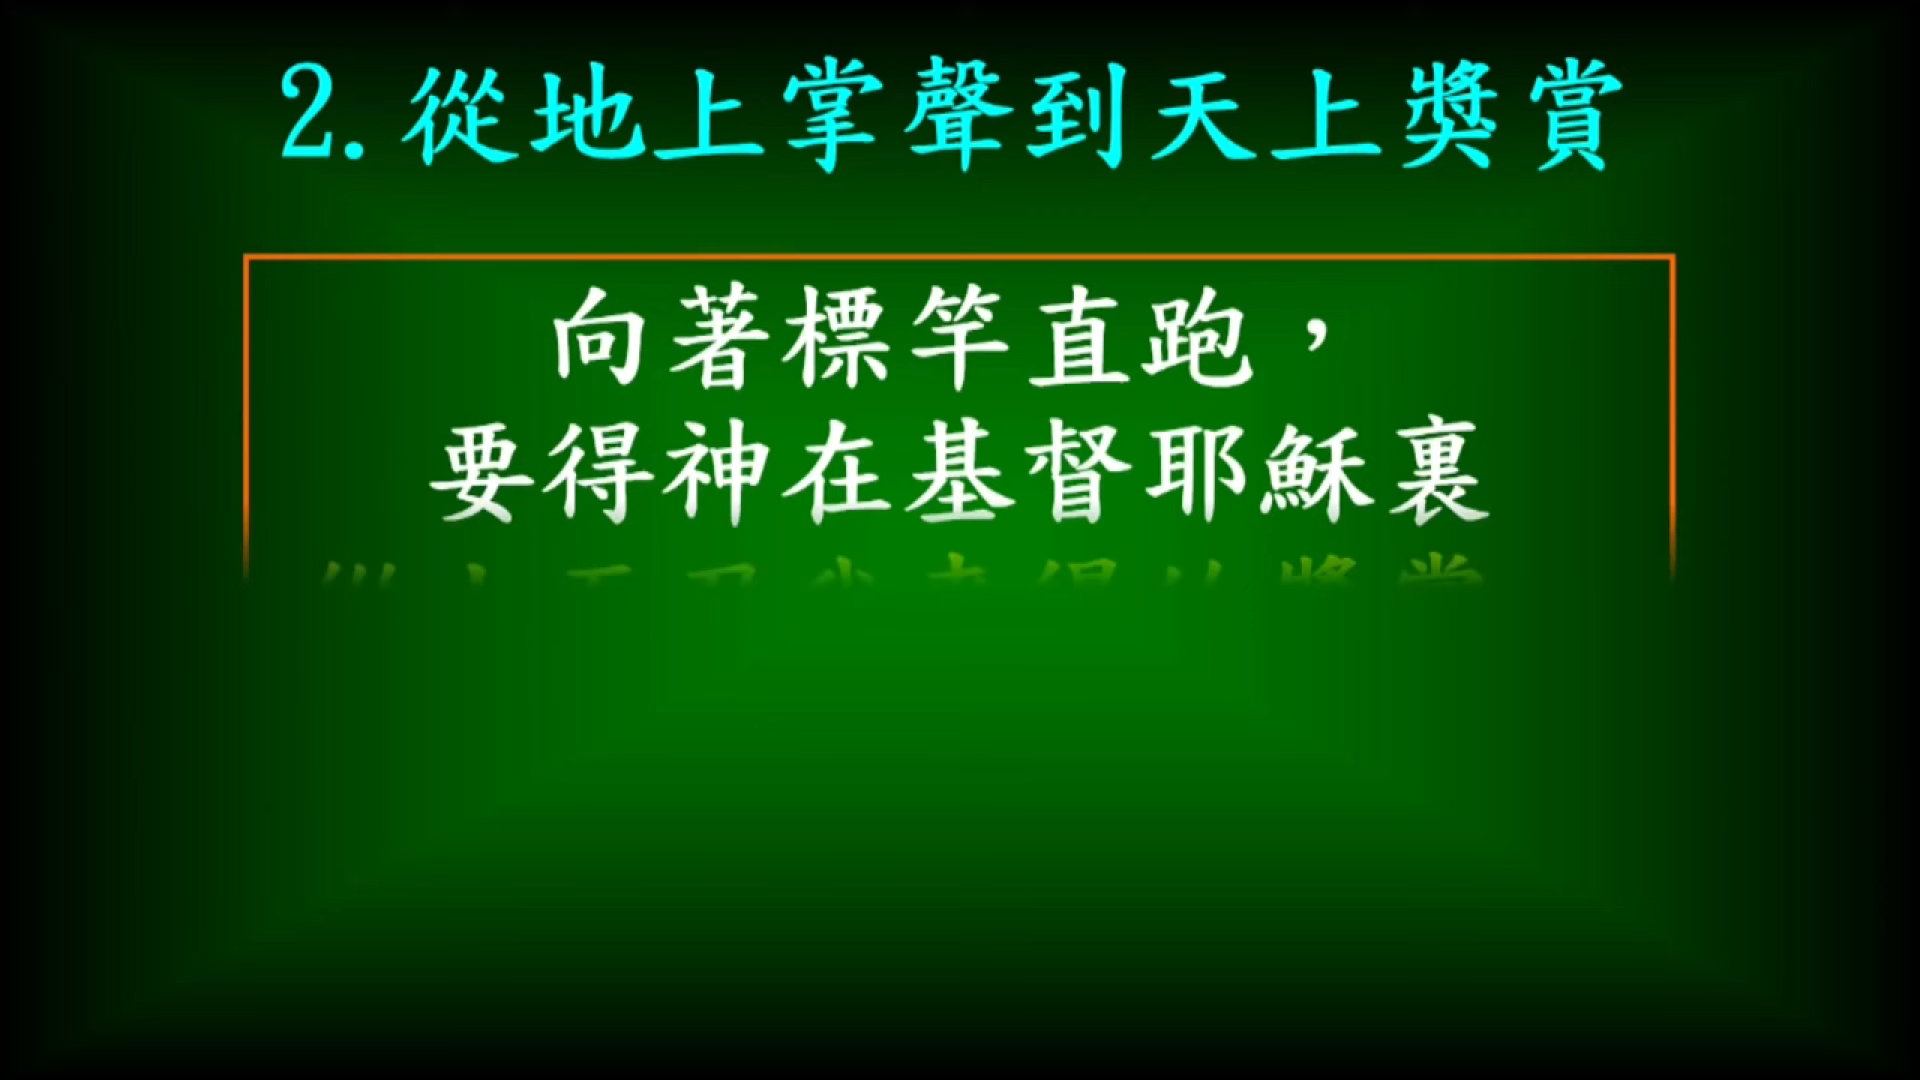 2.從地上掌聲到天上獎賞
向著標竿直跑，
要得神在基督耶穌裏